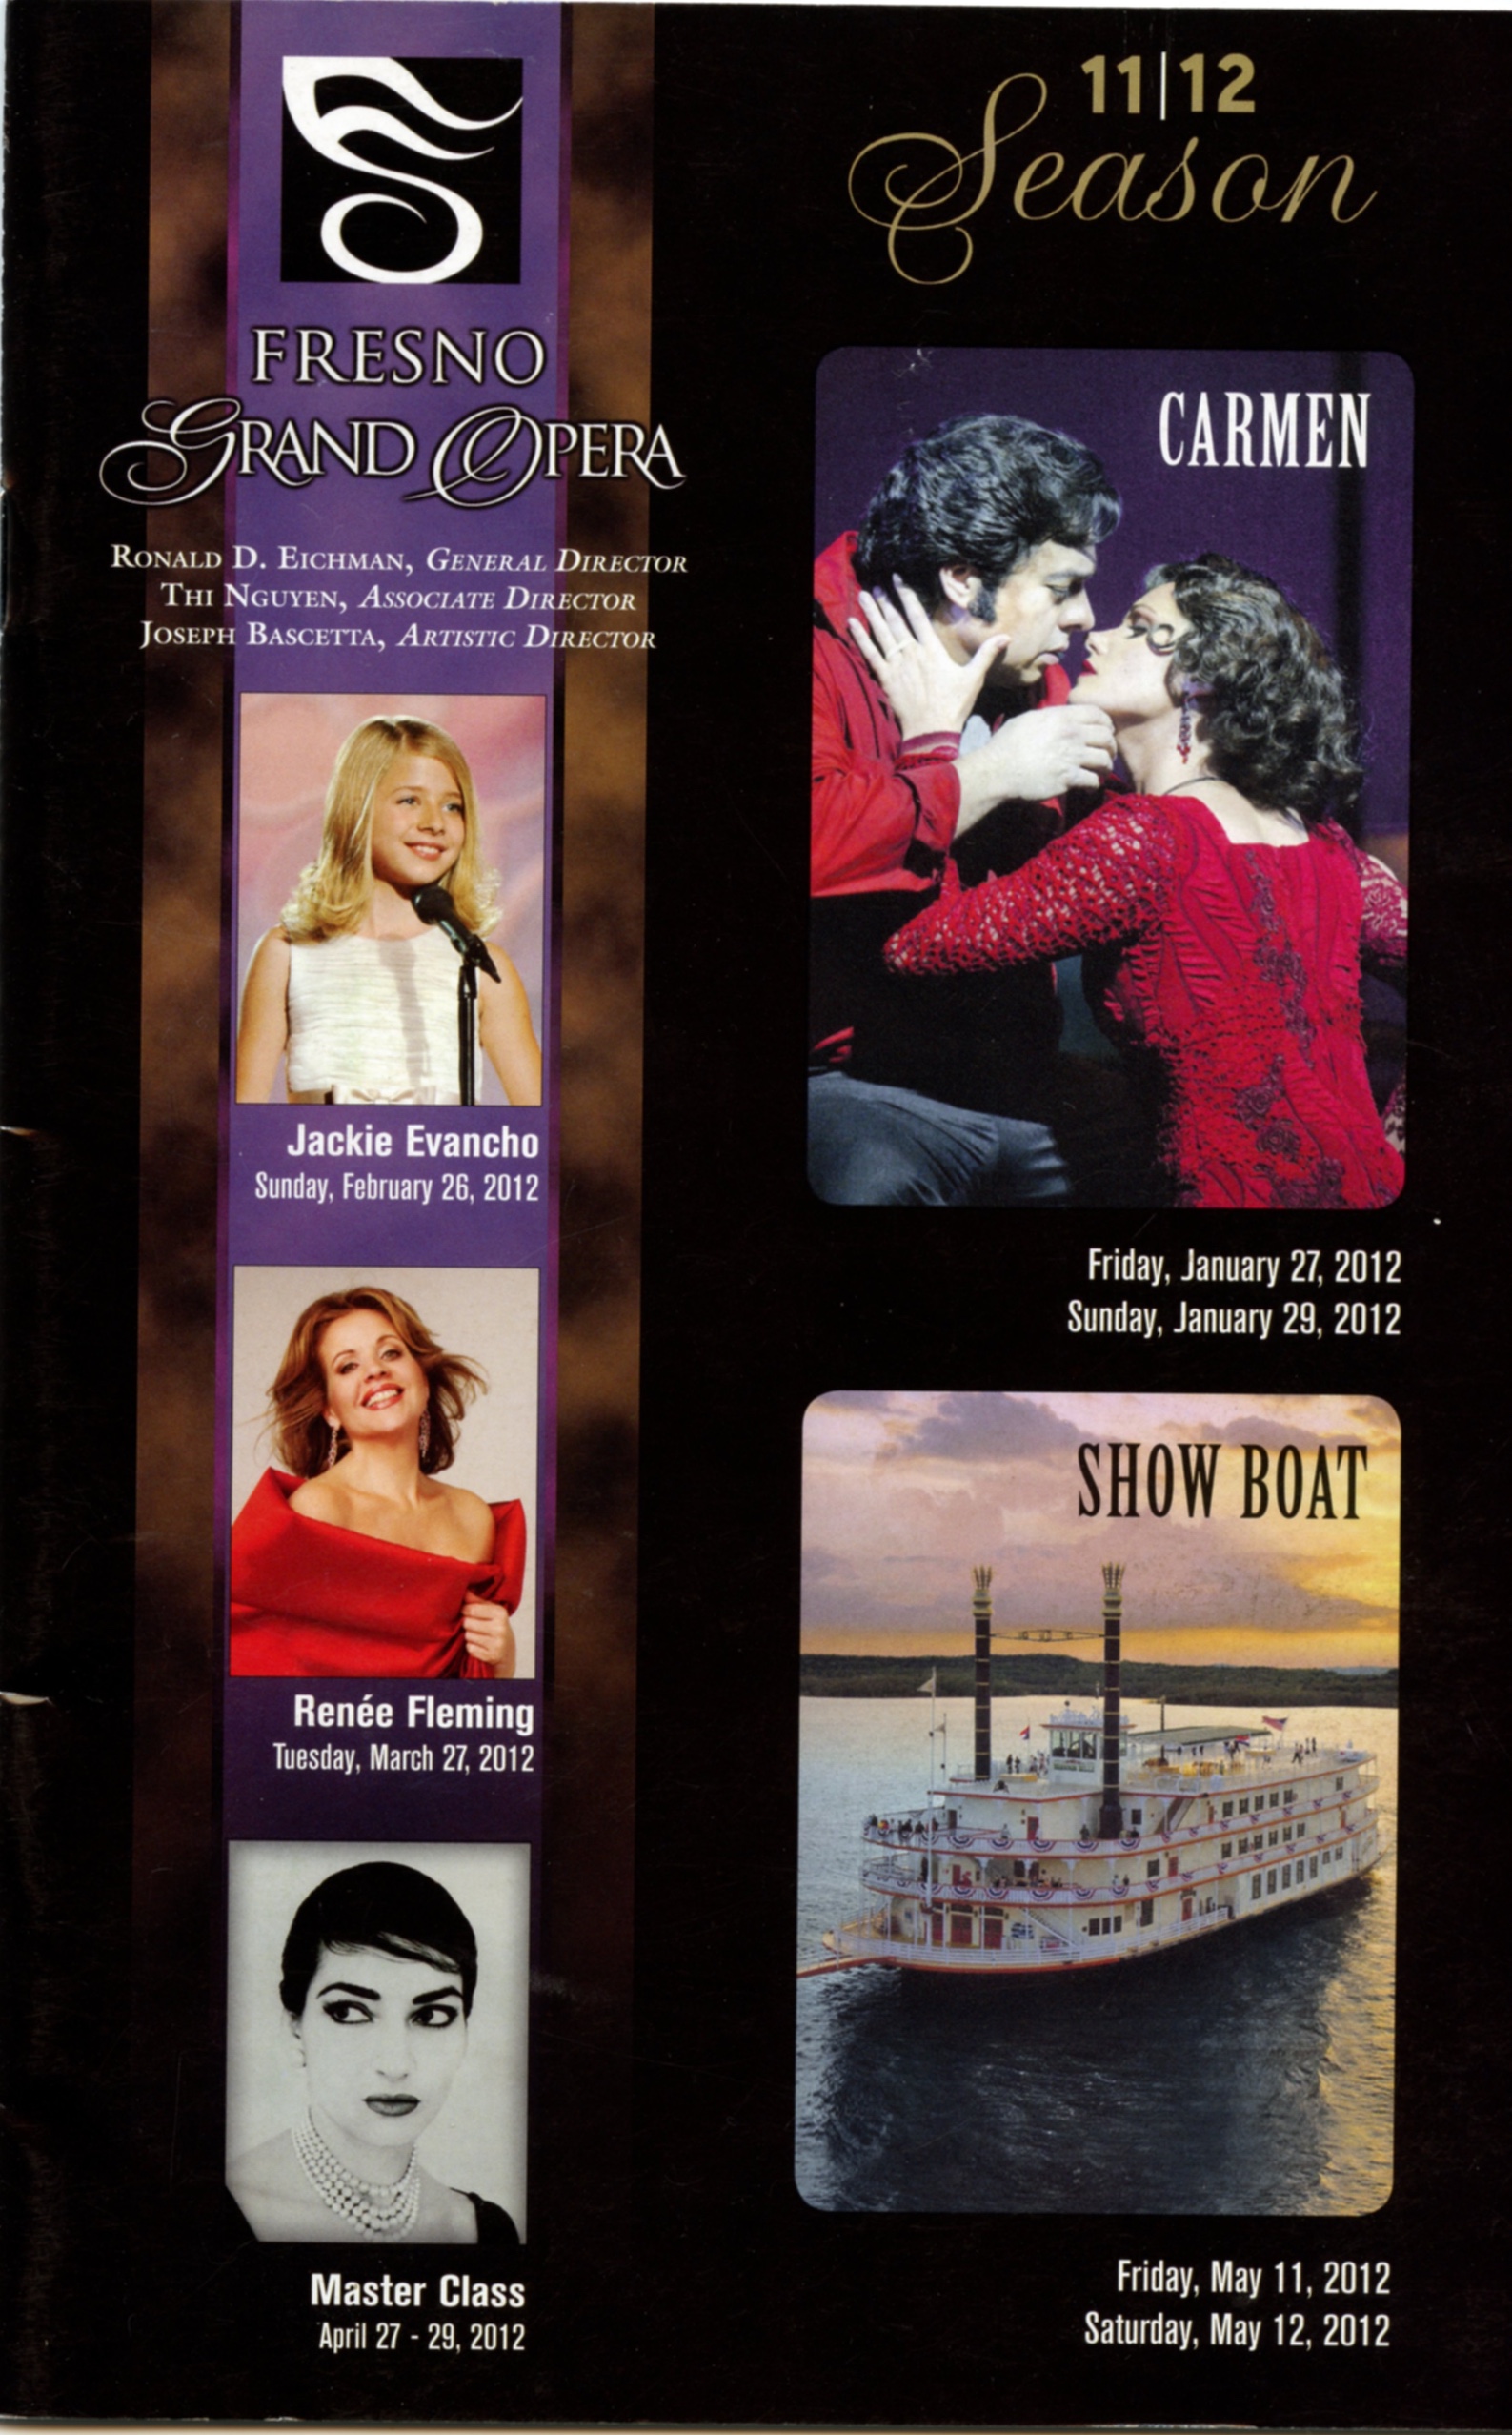 FRESNO
GRAND OPERA
RONALD D. EICHMAN, GENERAL DIRECTOR
THI NGUYEN, ASSOCIATE DIRECTOR
JOSEPH BASCETTA, ARTISTIC DIRECTOR
Jackie Evancho
Sunday, February 26, 2012
Renée Fleming
Tuesday, March 27, 2012
Master Class
April 27 - 29, 2012
11|12
Season
CARMEN
Friday, January 27, 2012
Sunday, January 29, 2012
SHOW BOAT
Friday, May 11, 2012
Saturday, May 12, 2012